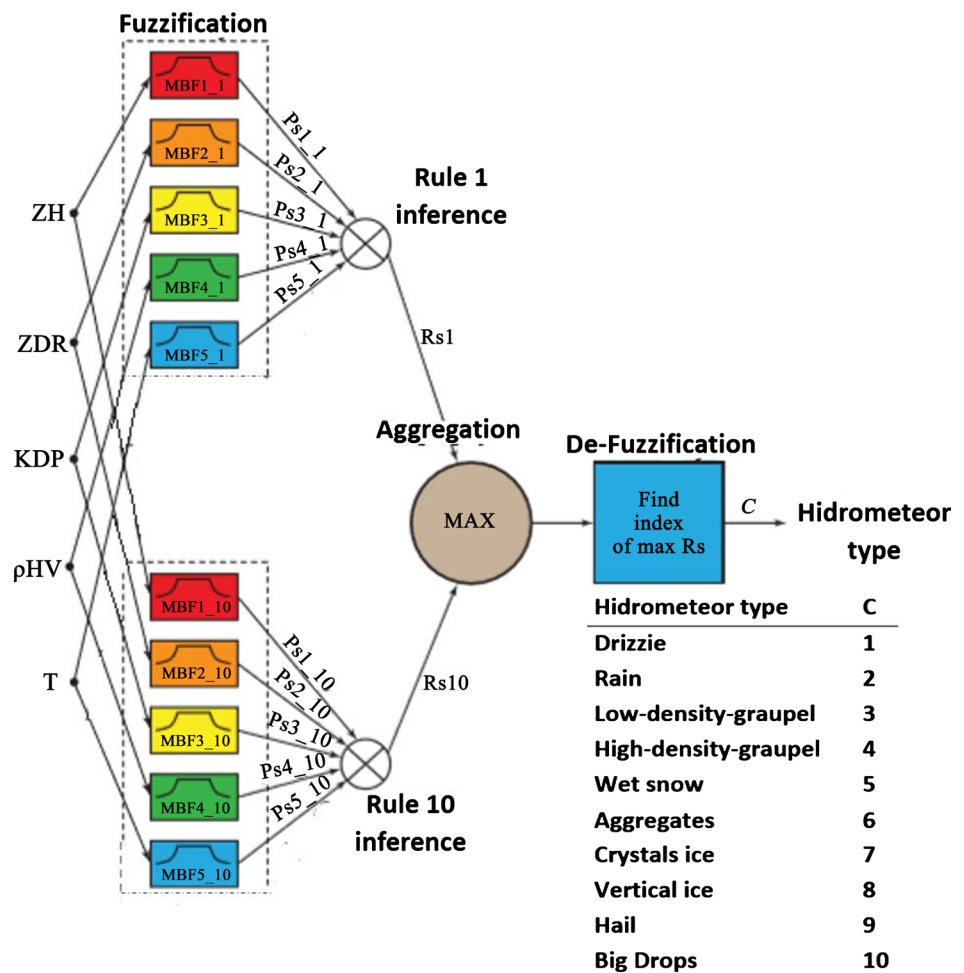 Fuzzification
MBF1_1
MBF2_1
MBF3_1
MBF4_1
MBF5_1
ZH
ZDR
KDP
ρHV
T
Ps1_1
Ps2_1
Ps3_1
Ps4_1
Ps5_1
Rule 1
inference
Rs1
Aggregation
MAX
De-Fuzzification
Find
index
of max Rs
C
Hidrometeor
type
MBF1_10
MBF2_10
MBF3_10
MBF4_10
MBF5_10
Ps1_10
Ps2_10
Ps3_10
Ps4_10
Ps5_10
Rs10
Rule 10
inference
Hidrometeor type C
Drizzie 1
Rain 2
Low-density-graupel 3
High-density-graupel 4
Wet snow 5
Aggregates 6
Crystals ice 7
Vertical ice 8
Hail 9
Big Drops 10